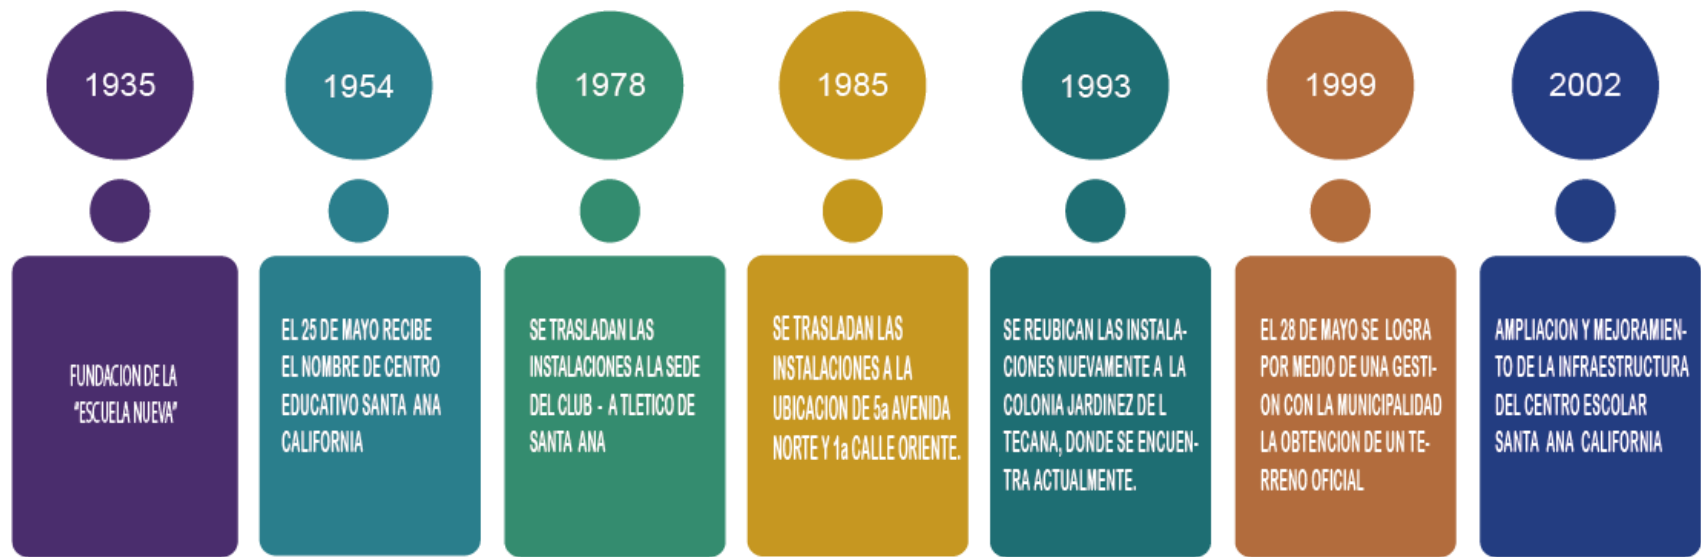 1935
FUNDACION DE LA
"ESCUELA NUEVA"
1954
EL 25 DE MAYO RECIBE
EL NOMBRE DE CENTRO
EDUCATIVO SANTA ANA
CALIFORNIA
1978
SE TRASLADAN LAS
INSTALACIONES A LA SEDE
DEL CLUB - A TLETICO DE
SANTA ANA
1985
SE TRASLADAN LAS
INSTALACIONES A LA
UBICACION DE 5a AVENIDA
NORTE Y 1a CALLE ORIENTE.
1993
SE REUBICAN LAS INSTALA-
CIONES NUEVAMENTE A LA
COLONIA JARDINEZ DE L
TECANA, DONDE SE ENCUEN-
TRA ACTUALMENTE.
1999
EL 28 DE MAYO SE LOGRA
POR MEDIO DE UNA GESTI-
ON CON LA MUNICIPALIDAD
LA OBTENCION DE UN TE-
RRENO OFICIAL
2002
AMPLIACION Y MEJORAMIEN-
TO DE LA INFRAESTRUCTURA
DEL CENTRO ESCOLAR
SANTA ANA CALIFORNIA